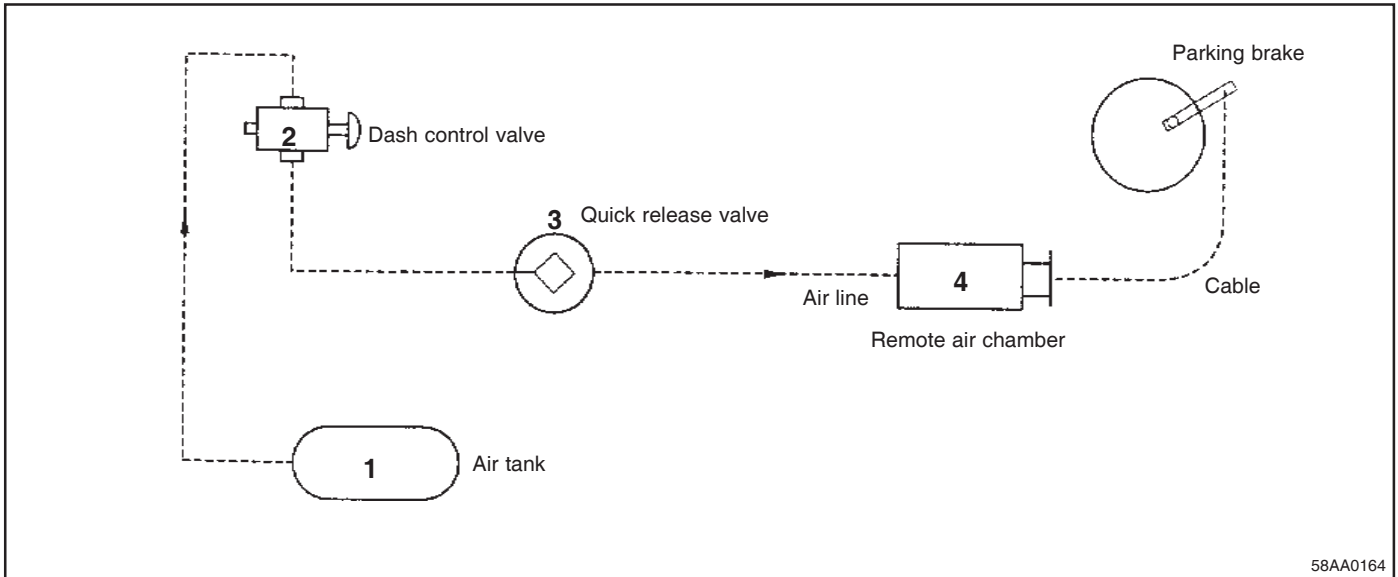 Parking brake
2
Dash control valve
3
Quick release valve
4
Air line
Cable
Remote air chamber
1
Air tank
58AA0164